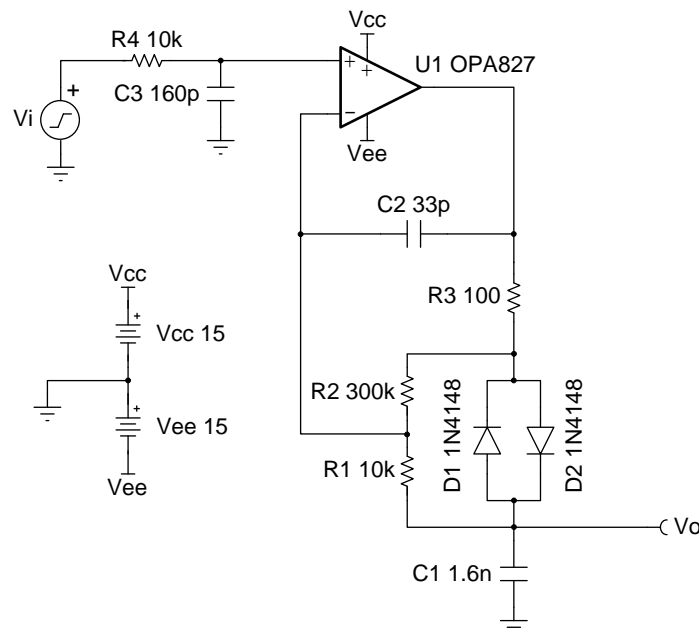 Vcc
R4 10k
U1 OPA827
+
+
+
C3 160p
Vi
−
Vee
C2 33p
Vcc
R3 100
+
Vcc 15
R2 300k
D1 1N4148
D2 1N4148
+
Vee 15
R1 10k
Vee
Vo
C1 1.6n